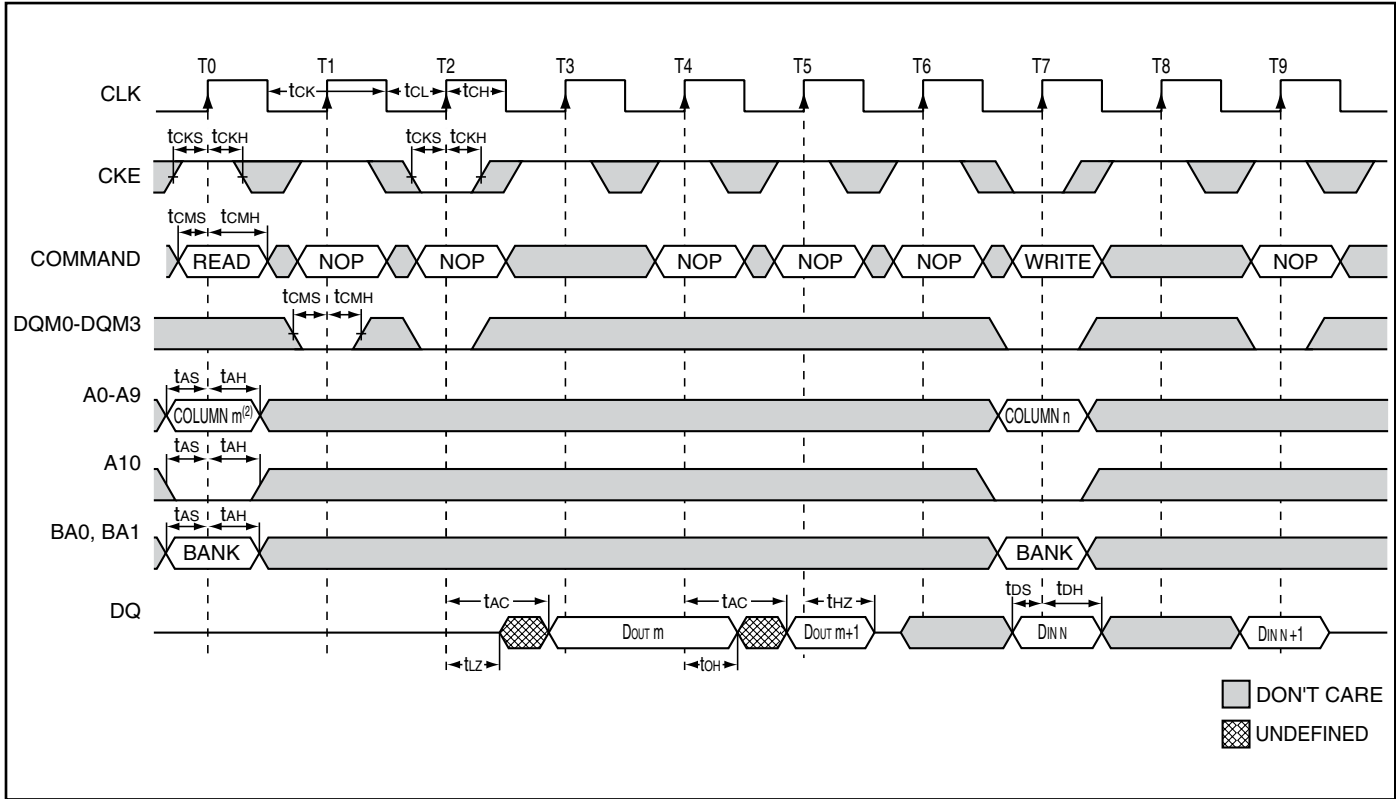 T0 T1 T2 T3 T4 T5 T6 T7 T8 T9
CLK tCK tCL tCH
tCKS tCKH tCKS tCKH
CKE
tCMS tCMH
COMMAND READ NOP NOP NOP NOP NOP WRITE NOP
tCMS tCMH
DQM0-DQM3
tAS tAH
A0-A9 COLUMN m(2) COLUMN n
tAS tAH
A10
tAS tAH
BA0, BA1 BANK BANK
tAC tAC tHZ tDS tDH
DQ DOUT m DOUT m+1 DIN N DIN N+1
tLZ tOH
DON'T CARE
UNDEFINED